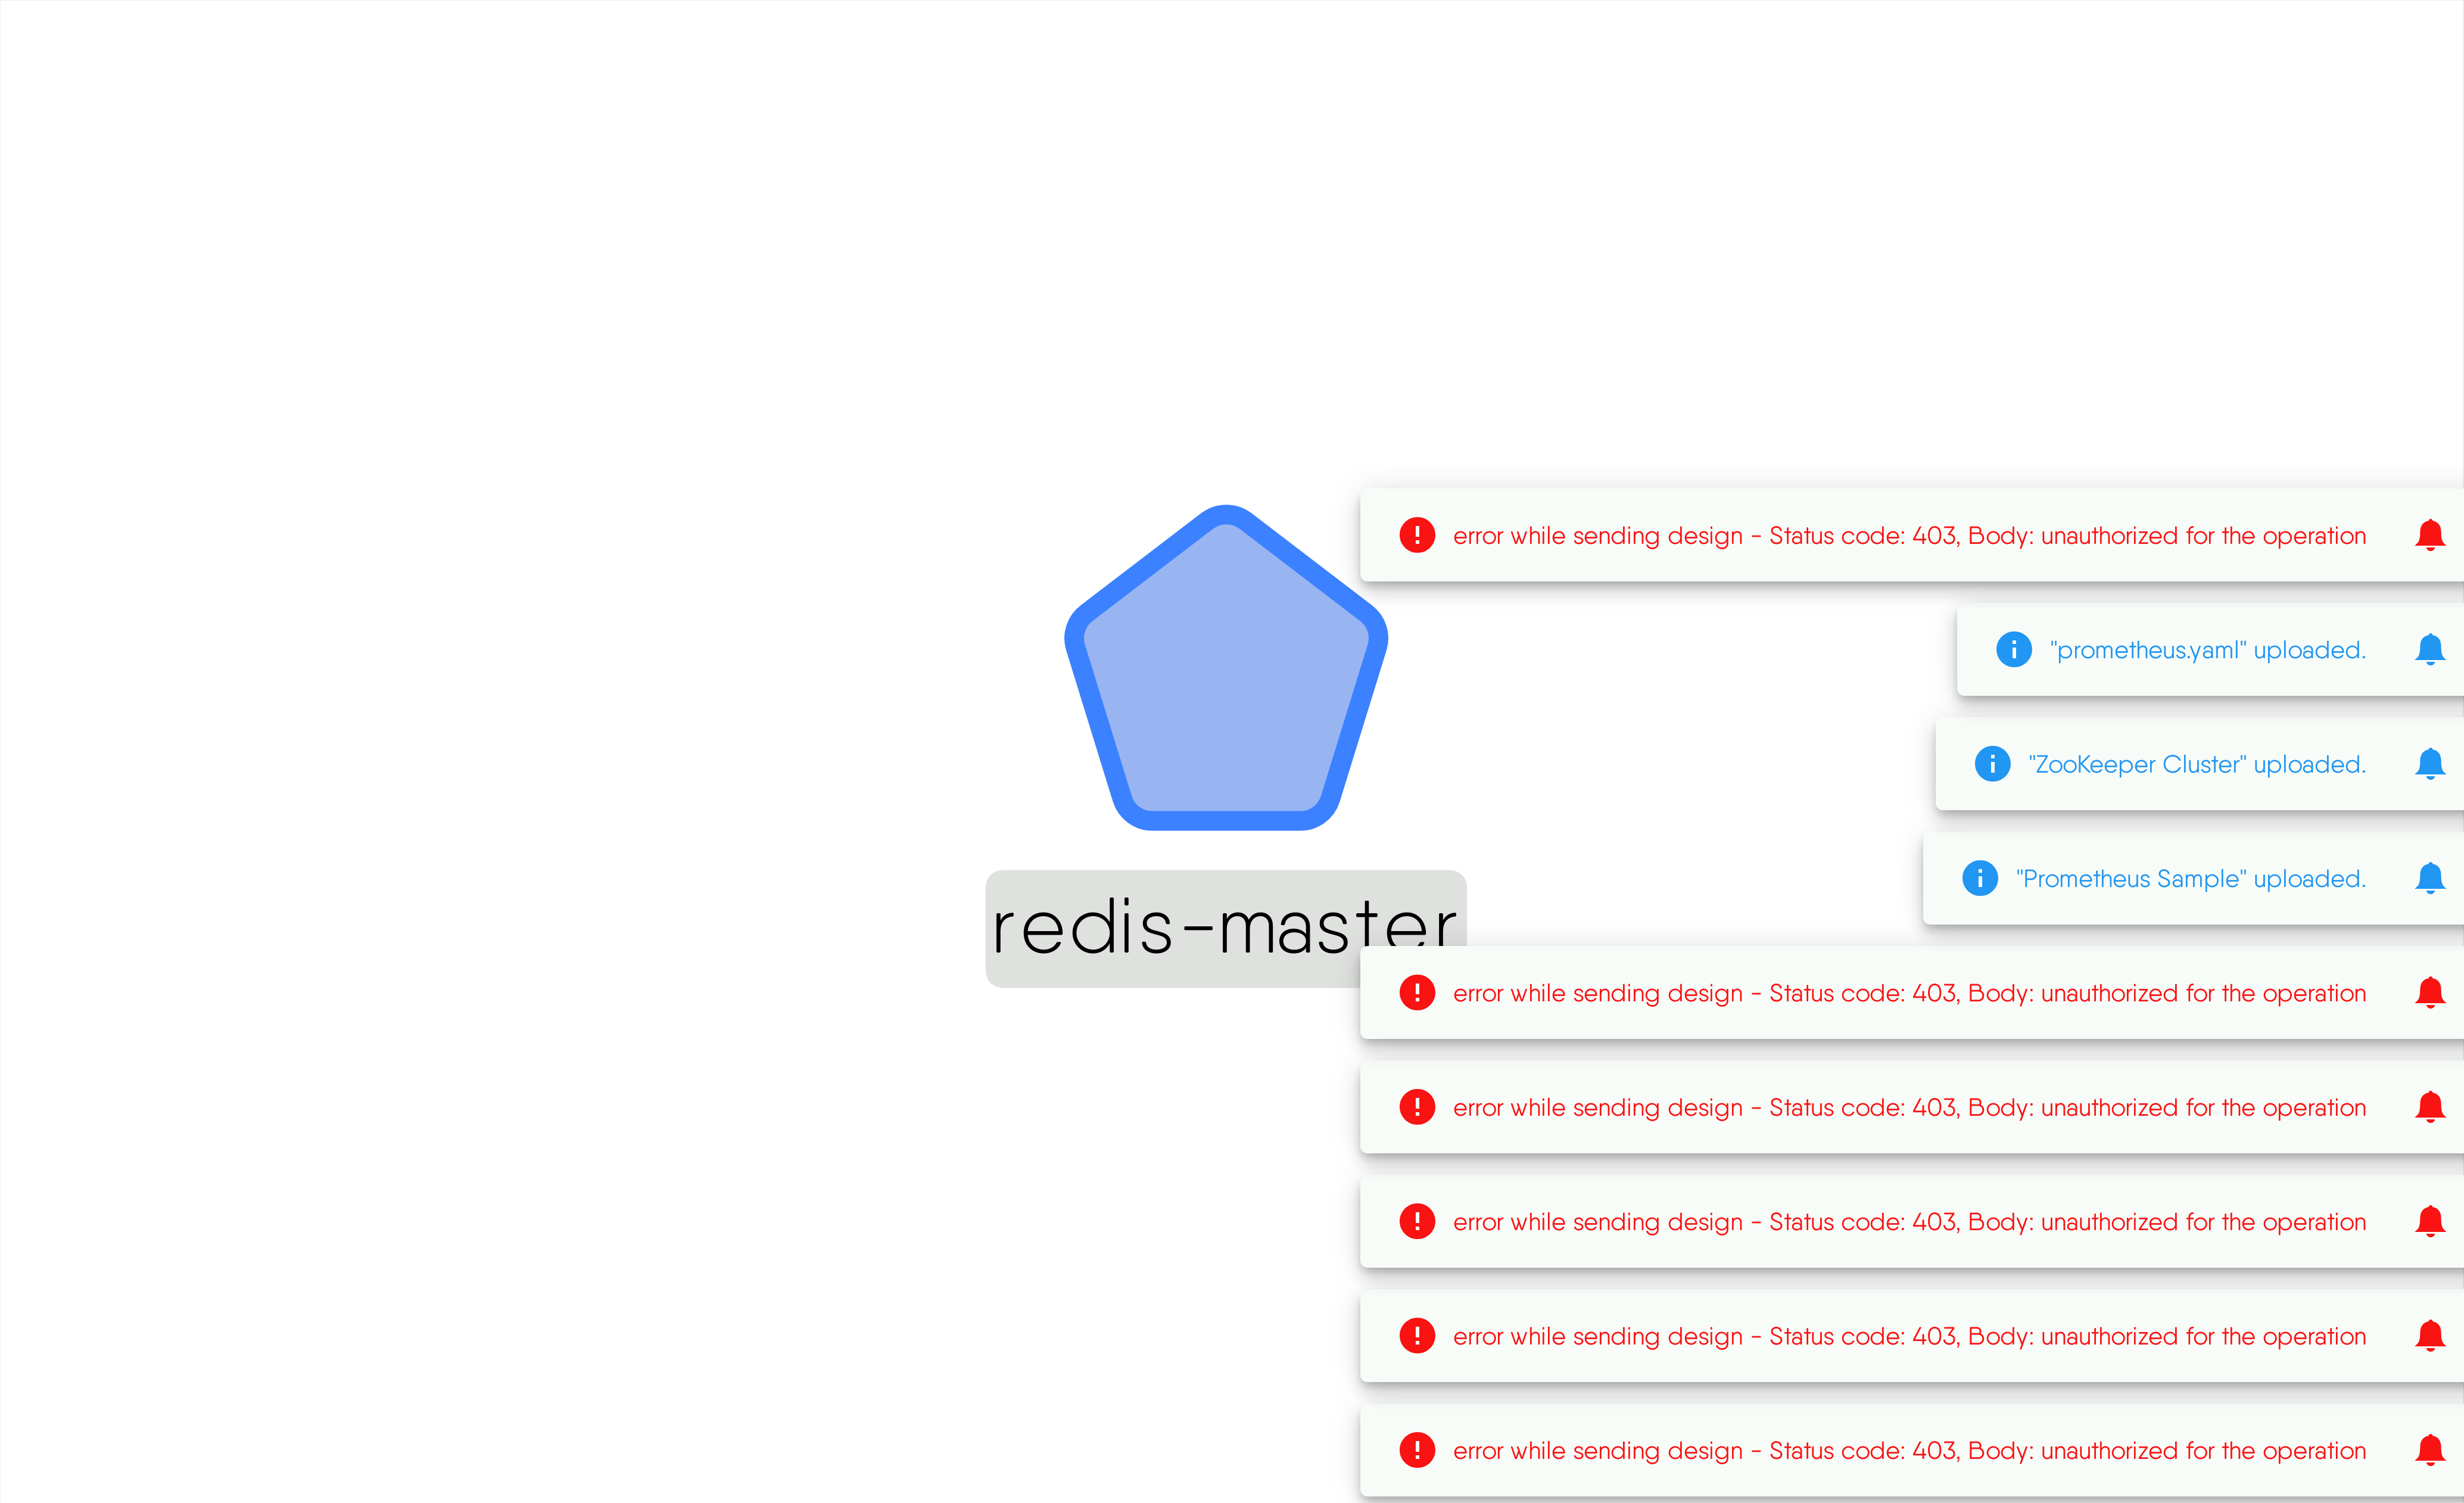 error while sending design - Status code: 403, Body: unauthorized for the operation
"prometheus.yaml" uploaded.
"ZooKeeper Cluster" uploaded.
"Prometheus Sample" uploaded.
redis-master
error while sending design - Status code: 403, Body: unauthorized for the operation
error while sending design - Status code: 403, Body: unauthorized for the operation
error while sending design - Status code: 403, Body: unauthorized for the operation
error while sending design - Status code: 403, Body: unauthorized for the operation
error while sending design - Status code: 403, Body: unauthorized for the operation